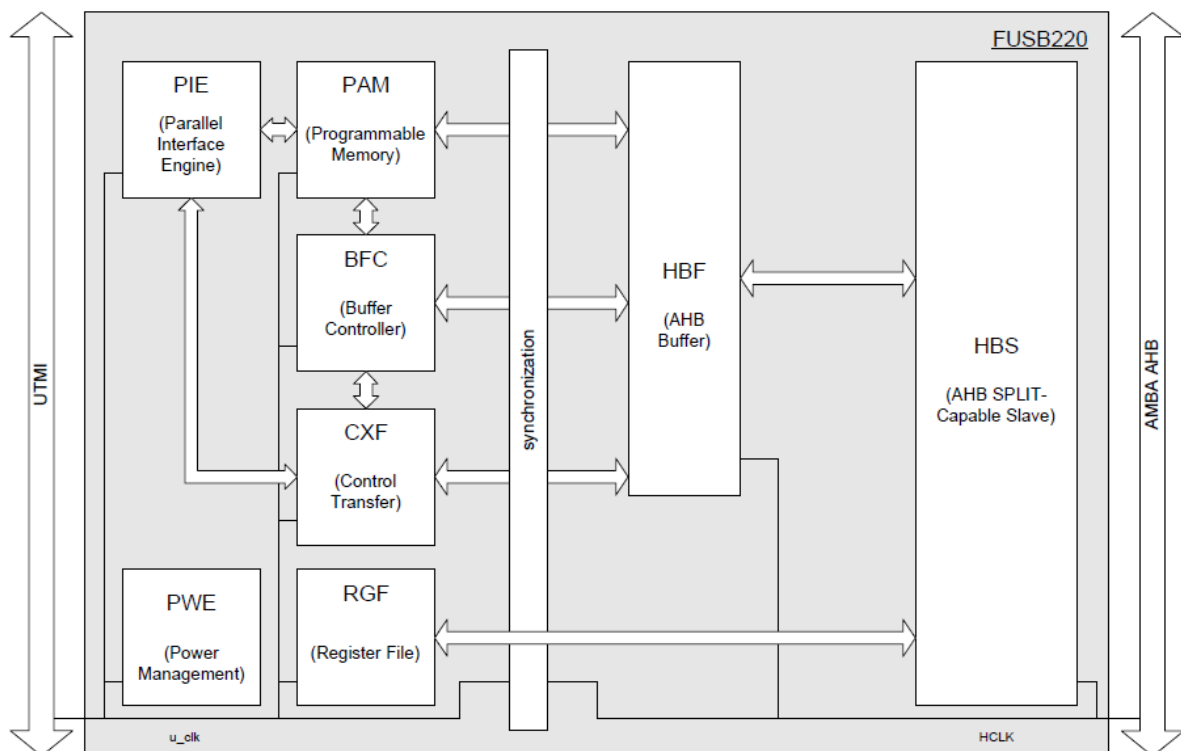 FUSB220
UTMI
PIE
(Parallel
Interface
Engine)
PAM
(Programmable
Memory)
BFC
(Buffer
Controller)
CXF
(Control
Transfer)
PWE
(Power
Management)
RGF
(Register File)
synchronization
HBF
(AHB
Buffer)
HBS
(AHB SPLIT-
Capable Slave)
AMBA AHB
u_clk
HCLK